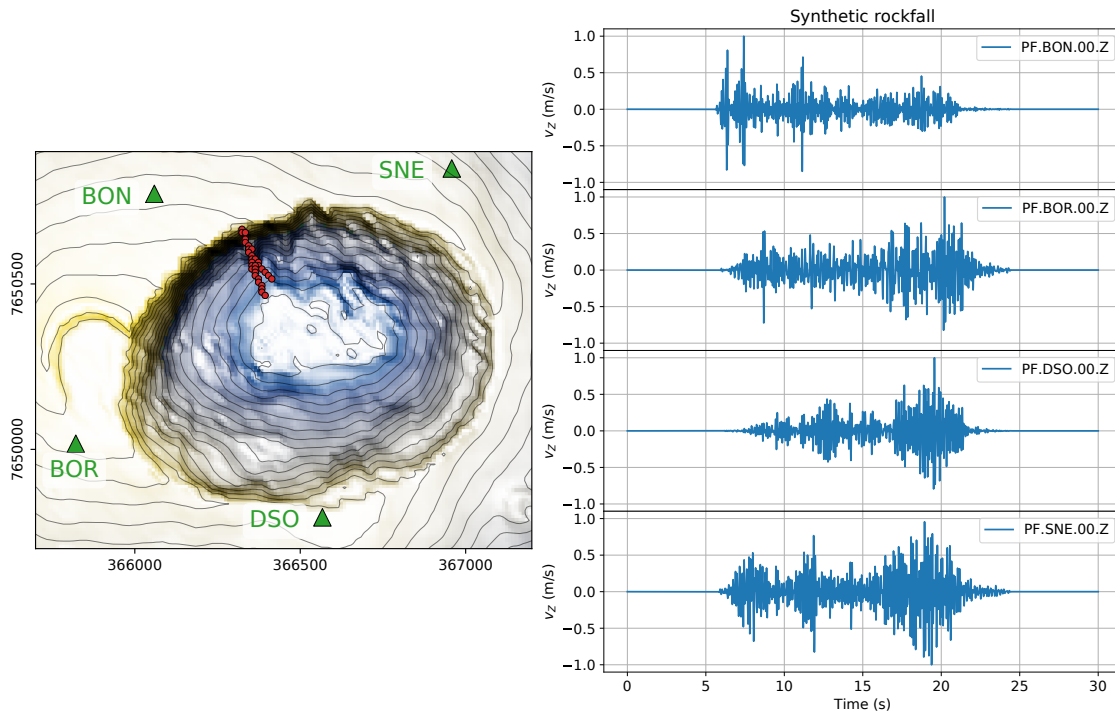 BON
SNE
BOR
DSO
7650500
7650000
366000
366500
367000
Synthetic rockfall
1.0
0.5
0.0
−0.5
−1.0
v_Z (m/s)
PF.BON.00.Z
1.0
0.5
0.0
−0.5
−1.0
v_Z (m/s)
PF.BOR.00.Z
1.0
0.5
0.0
−0.5
−1.0
v_Z (m/s)
PF.DSO.00.Z
1.0
0.5
0.0
−0.5
−1.0
v_Z (m/s)
PF.SNE.00.Z
0
5
10
15
20
25
30
Time (s)